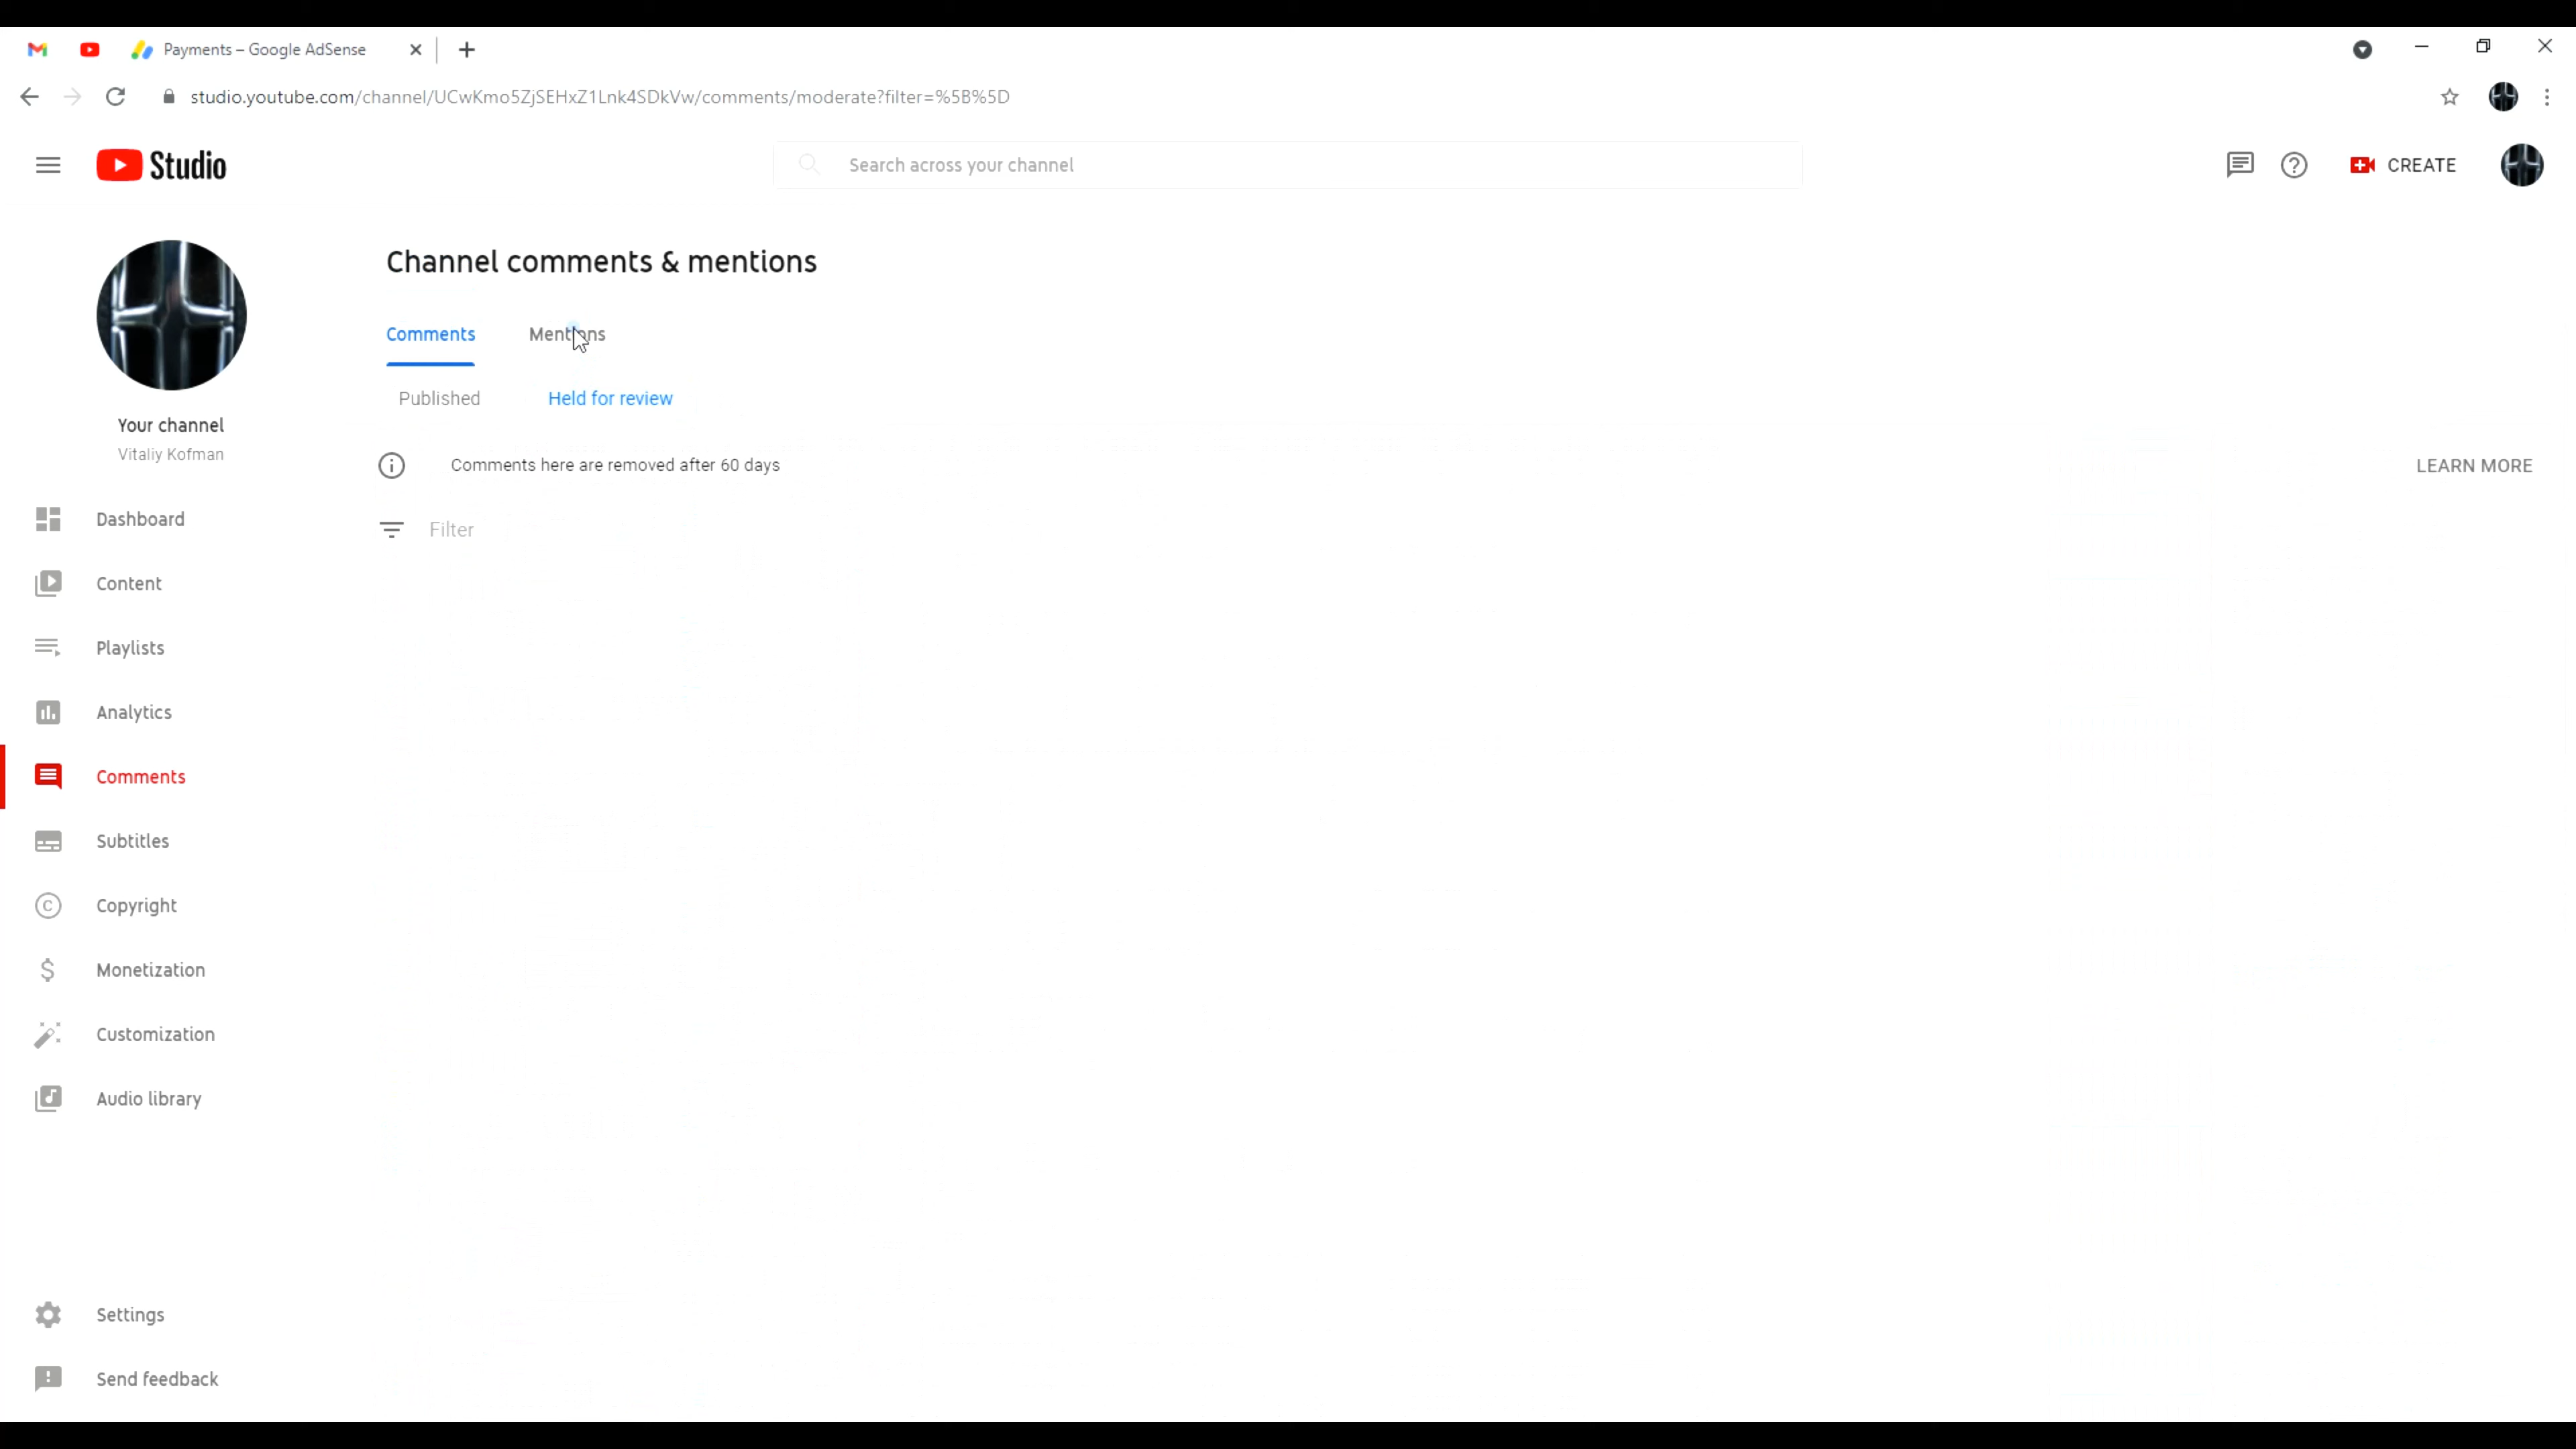 Payments – Google AdSense
studio.youtube.com/channel/UCwKmo5ZjSEHxZ1Lnk4SDkVw/comments/moderate?filter=%5B%5D
Studio
Search across your channel
CREATE
Channel comments & mentions
Comments
Mentions
Published
Held for review
Your channel
Vitaliy Kofman
Comments here are removed after 60 days
LEARN MORE
Filter
Dashboard
Content
Playlists
Analytics
Comments
Subtitles
Copyright
Monetization
Customization
Audio library
Settings
Send feedback